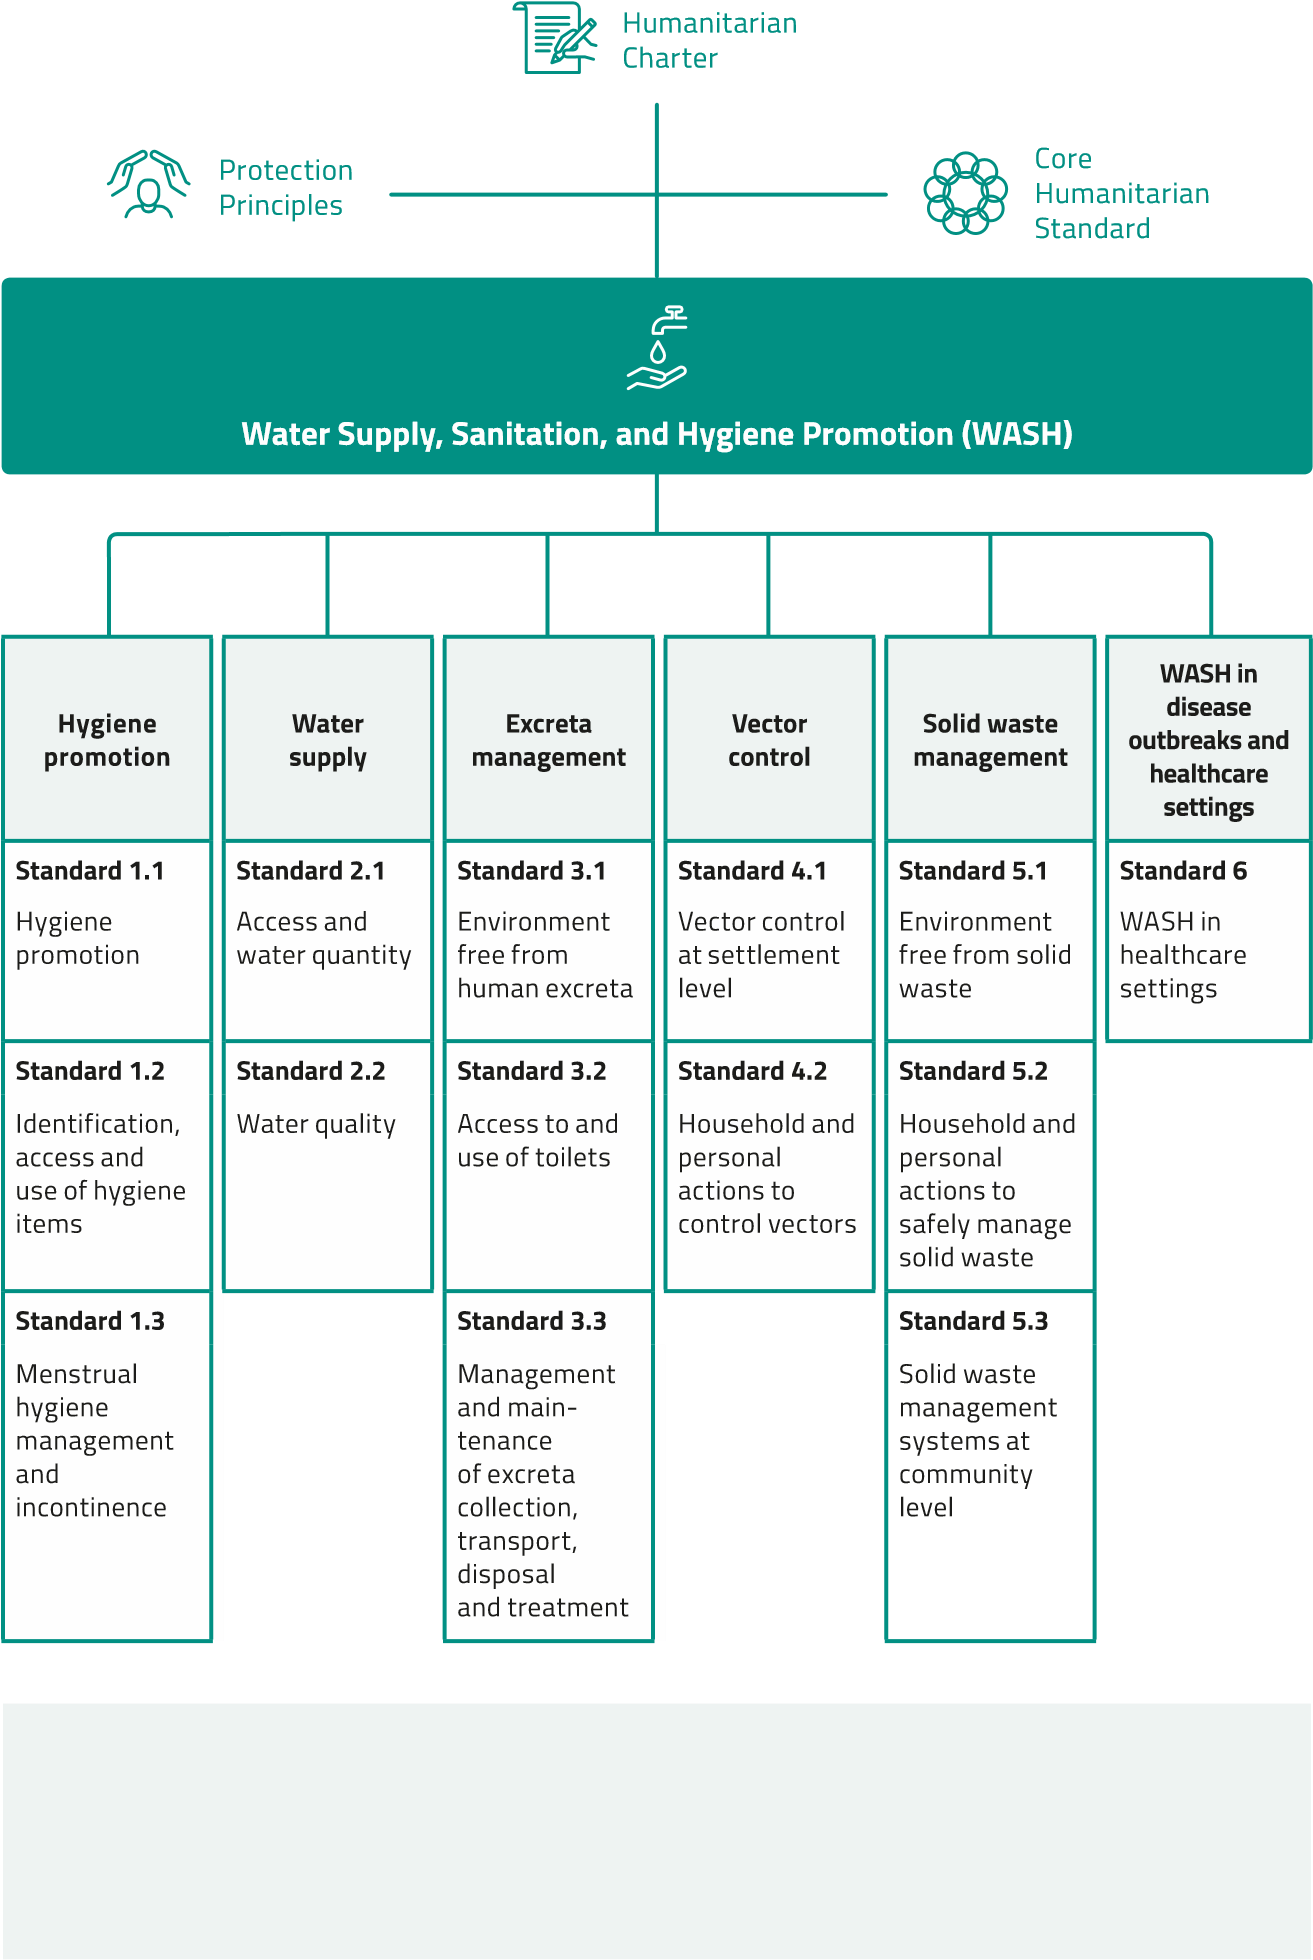 Humanitarian
Charter
Protection
Principles
Core
Humanitarian
Standard
Water Supply, Sanitation, and Hygiene Promotion (WASH)
Hygiene
promotion
Water
supply
Excreta
management
Vector
control
Solid waste
management
WASH in
disease
outbreaks and
healthcare
settings
Standard 1.1
Hygiene
promotion
Standard 2.1
Access and
water quantity
Standard 3.1
Environment
free from
human excreta
Standard 4.1
Vector control
at settlement
level
Standard 5.1
Environment
free from solid
waste
Standard 6
WASH in
healthcare
settings
Standard 1.2
Identification,
access and
use of hygiene
items
Standard 2.2
Water quality
Standard 3.2
Access to and
use of toilets
Standard 4.2
Household and
personal
actions to
control vectors
Standard 5.2
Household and
personal
actions to
safely manage
solid waste
Standard 1.3
Menstrual
hygiene
management
and
incontinence
Standard 3.3
Management
and main-
tenance
of excreta
collection,
transport,
disposal
and treatment
Standard 5.3
Solid waste
management
systems at
community
level